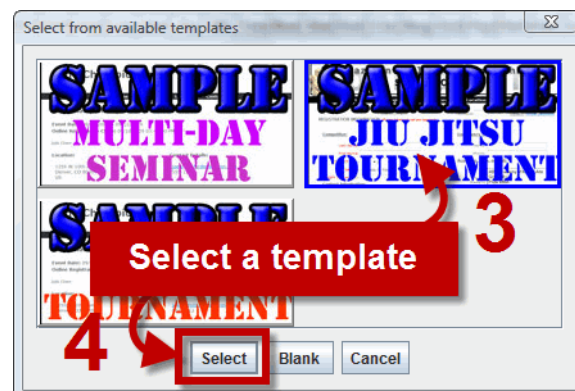 Select from available templates
SAMPLE
MULTI-DAY
SEMINAR
SAMPLE
JIU JITSU
TOURNAMENT
3
SAMPLE
TOURNAMENT
Select a template
4
Select
Blank
Cancel